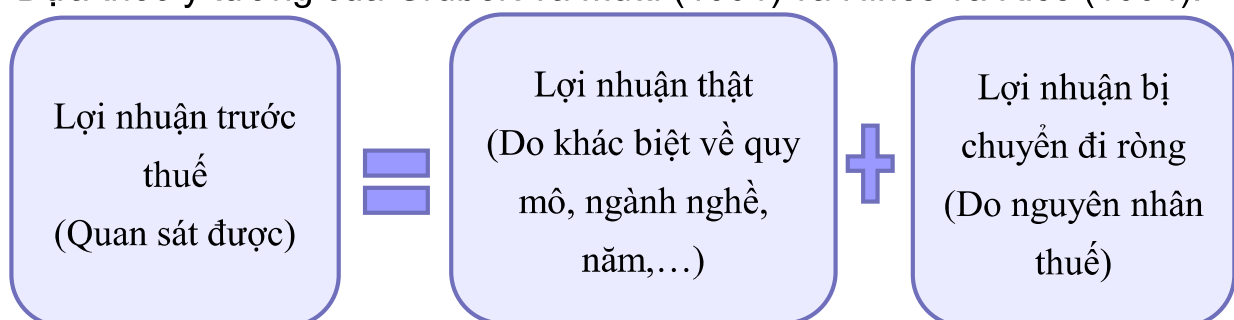 Lợi nhuận trước
thuế
(Quan sát được)
Lợi nhuận thật
(Do khác biệt về quy
mô, ngành nghề,
năm,…)
Lợi nhuận bị
chuyển đi ròng
(Do nguyên nhân
thuế)